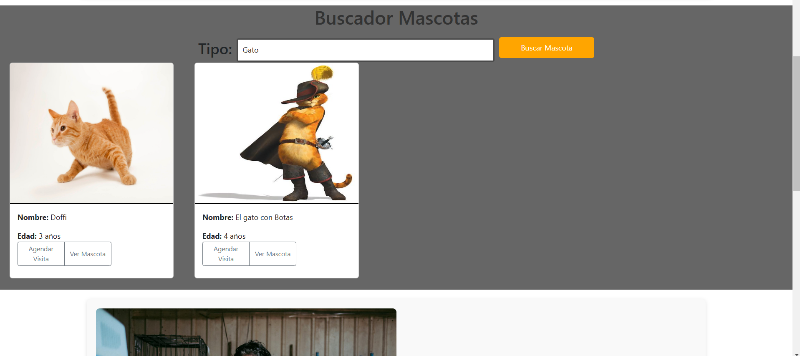 Buscador Mascotas
Tipo: Gato Buscar Mascota
Nombre: Doffi
Edad: 3 años
Agendar Visita
Ver Mascota
Nombre: El gato con Botas
Edad: 4 años
Agendar Visita
Ver Mascota